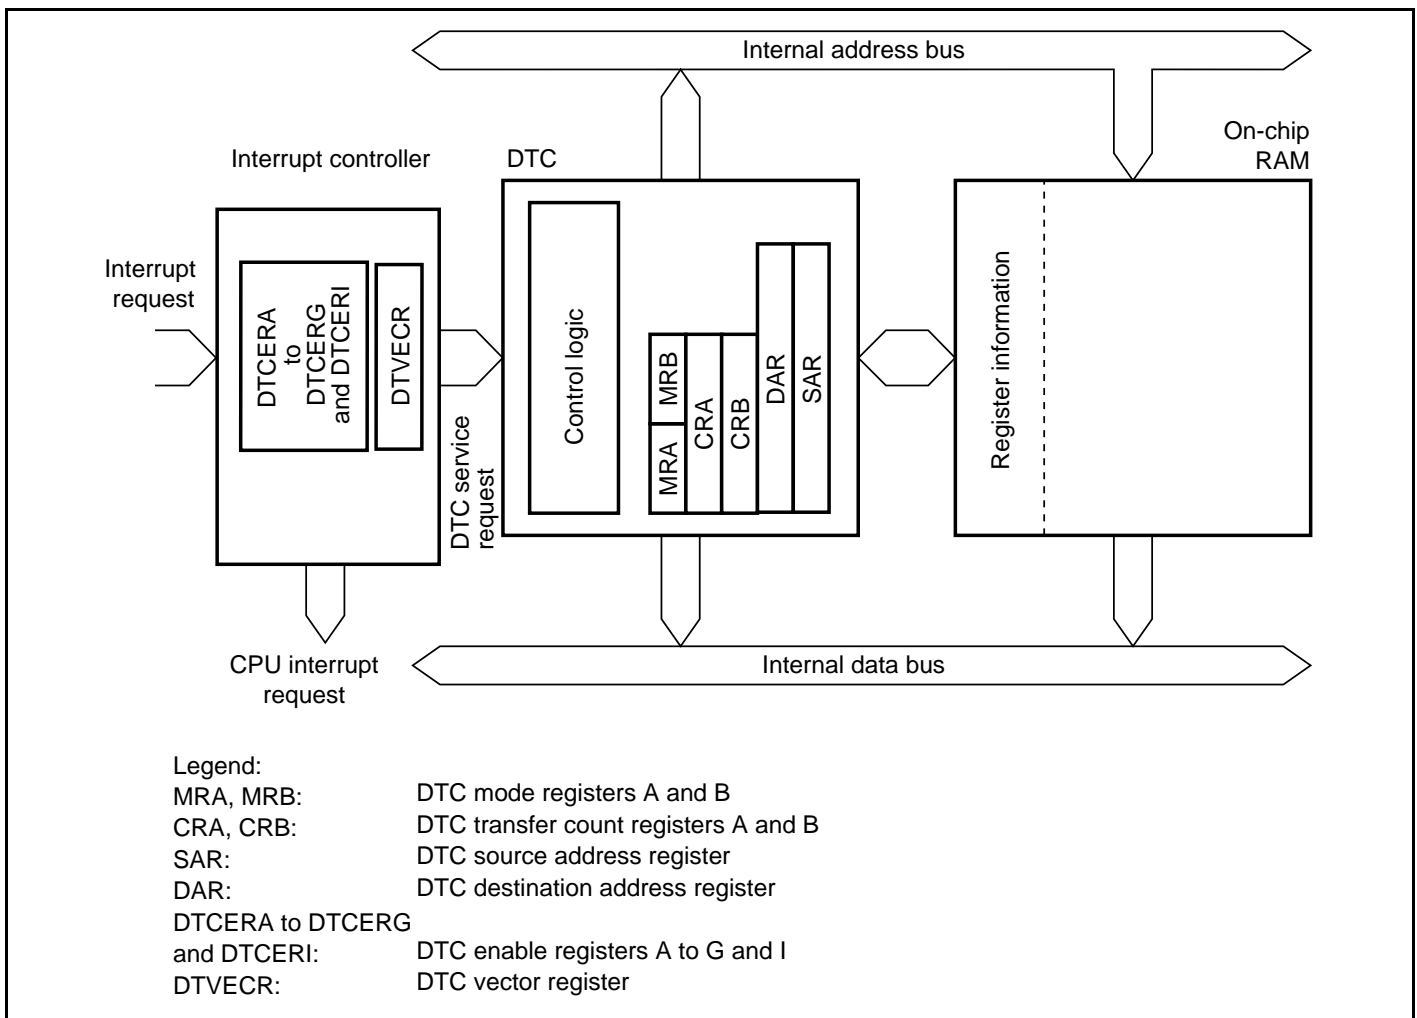 Internal address bus
On-chip
RAM
Interrupt controller
DTC
Interrupt
request
DTCERA
to
DTCERG
and DTCERI
DTVECR
DTC service
request
Control logic
MRA
MRB
CRA
CRB
DAR
SAR
Register information
CPU interrupt
request
Internal data bus
Legend:
MRA, MRB: DTC mode registers A and B
CRA, CRB: DTC transfer count registers A and B
SAR: DTC source address register
DAR: DTC destination address register
DTCERA to DTCERG
and DTCERI: DTC enable registers A to G and I
DTVECR: DTC vector register